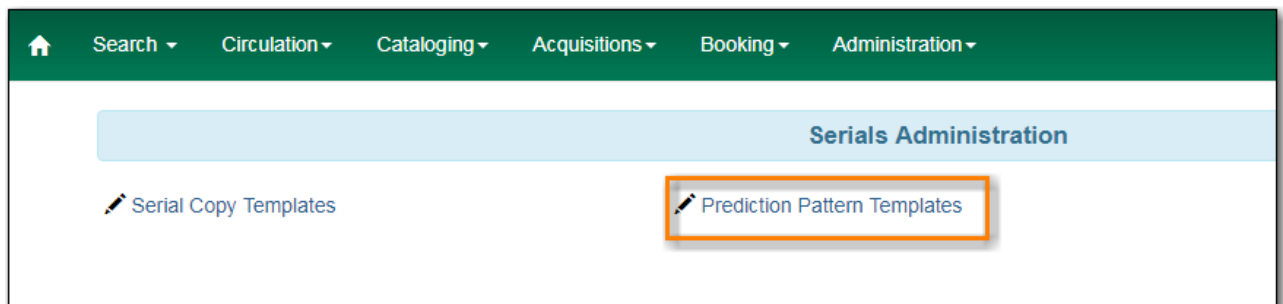 Search Circulation Cataloging Acquisitions Booking Administration
Serials Administration
Serial Copy Templates Prediction Pattern Templates